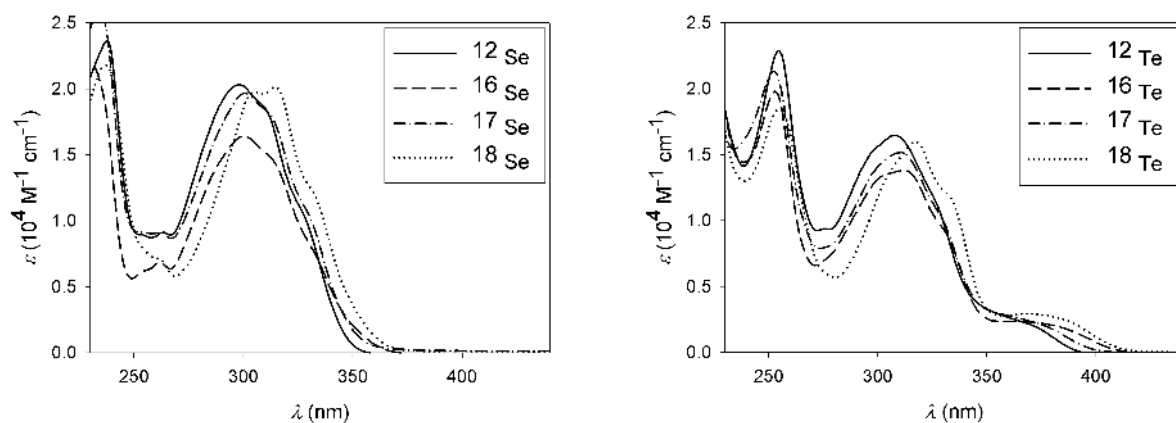 2.5
2.0
1.5
1.0
0.5
0.0
ε (10⁴ M⁻¹ cm⁻¹)
250
300
350
400
λ (nm)
12 Se
16 Se
17 Se
18 Se
2.5
2.0
1.5
1.0
0.5
0.0
ε (10⁴ M⁻¹ cm⁻¹)
250
300
350
400
λ (nm)
12 Te
16 Te
17 Te
18 Te